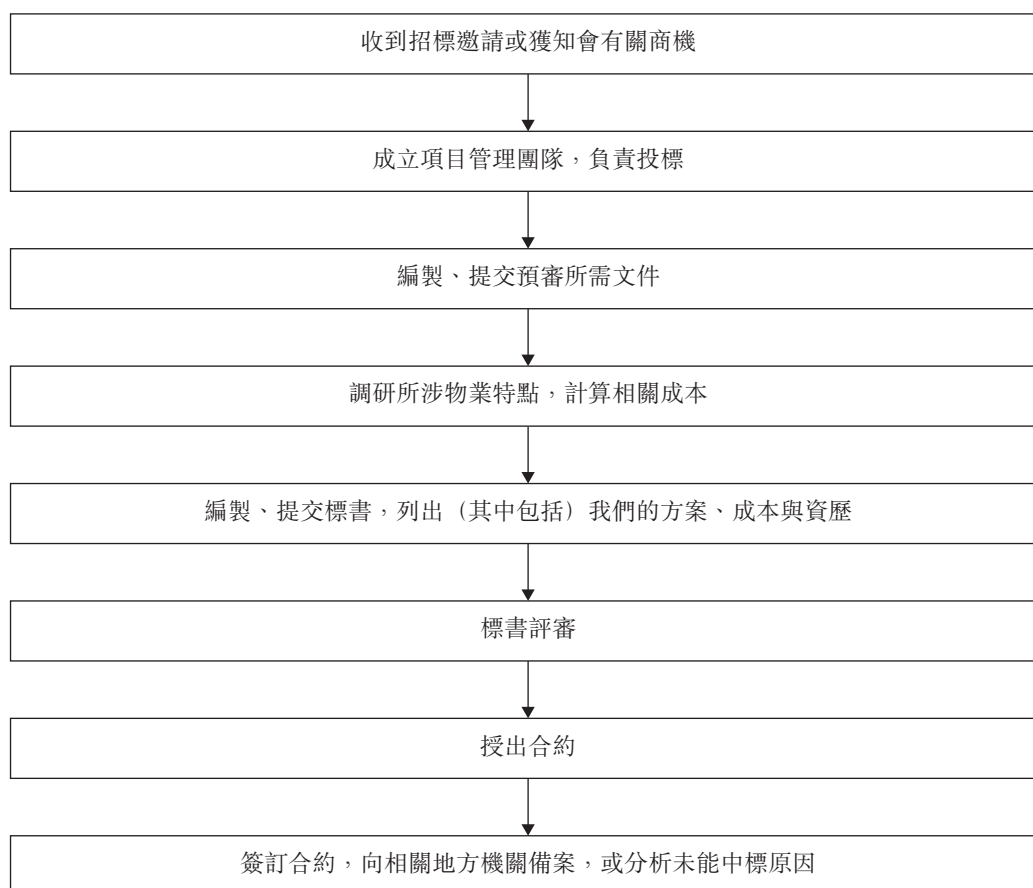 收到招標邀請或獲知會有關商機
成立項目管理團隊，負責投標
編製、提交預審所需文件
調研所涉物業特點，計算相關成本
編製、提交標書，列出（其中包括）我們的方案、成本與資歷
標書評審
授出合約
簽訂合約，向相關地方機關備案，或分析未能中標原因